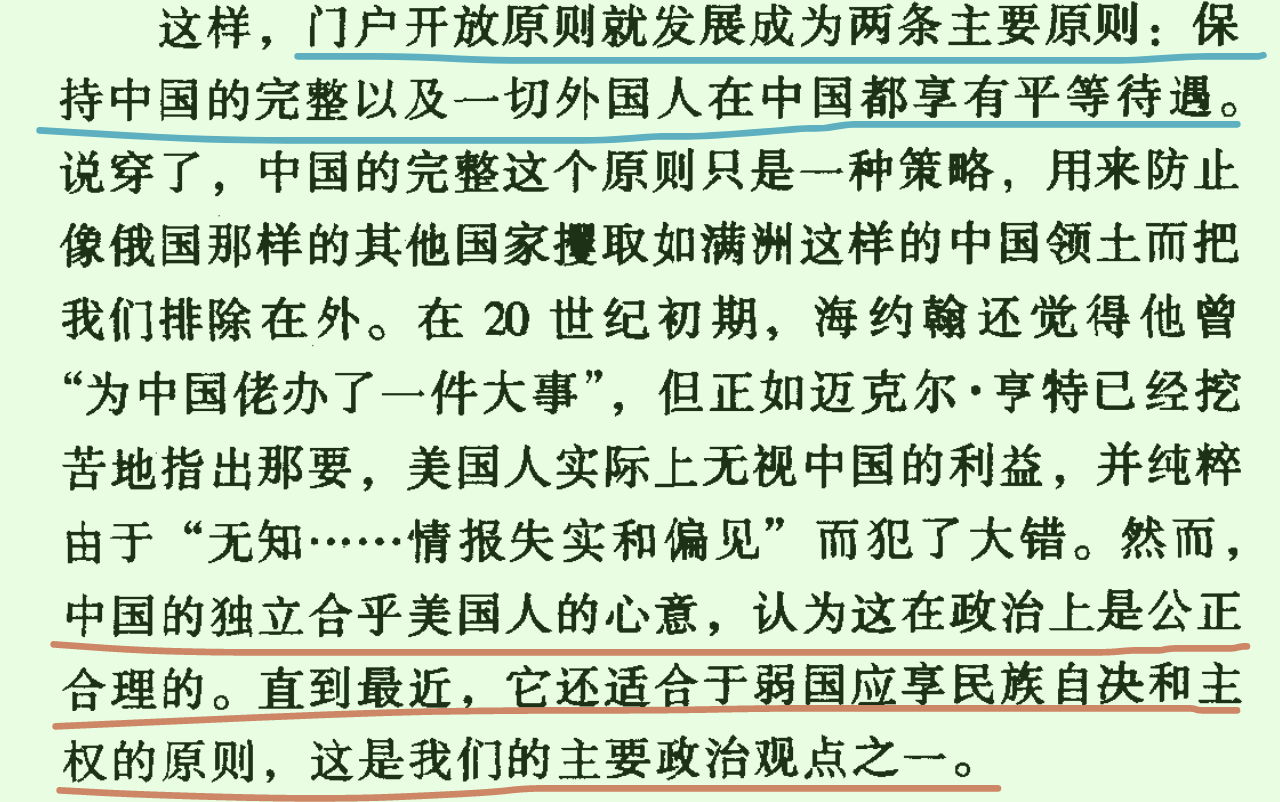 这样，门户开放原则就发展成为两条主要原则：保
持中国的完整以及一切外国人在中国都享有平等待遇。
说穿了，中国的完整这个原则只是一种策略，用来防止
像俄国那样的其他国家攫取如满洲这样的中国领土而把
我们排除在外。在 20 世纪初期，海约翰还觉得他曾
“为中国佬办了一件大事”，但正如迈克尔·亨特已经挖
苦地指出那要，美国人实际上无视中国的利益，并纯粹
由于“无知……情报失实和偏见”而犯了大错。然而，
中国的独立合乎美国人的心意，认为这在政治上是公正
合理的。直到最近，它还适合于弱国应享民族自决和主
权的原则，这是我们的主要政治观点之一。